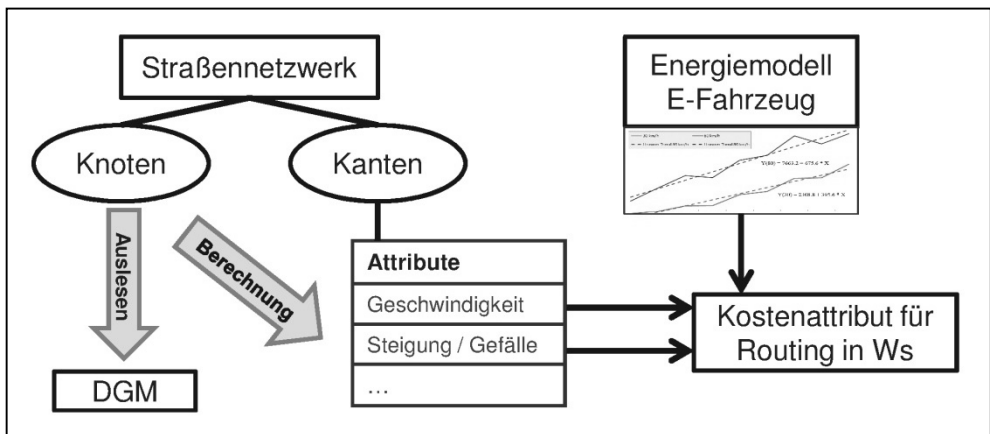 Straßennetzwerk
Energiemodell
E-Fahrzeug
Knoten
Kanten
Auslesen
Berechnung
Attribute
Geschwindigkeit
Steigung / Gefälle
...
DGM
Kostenattribut für
Routing in Ws